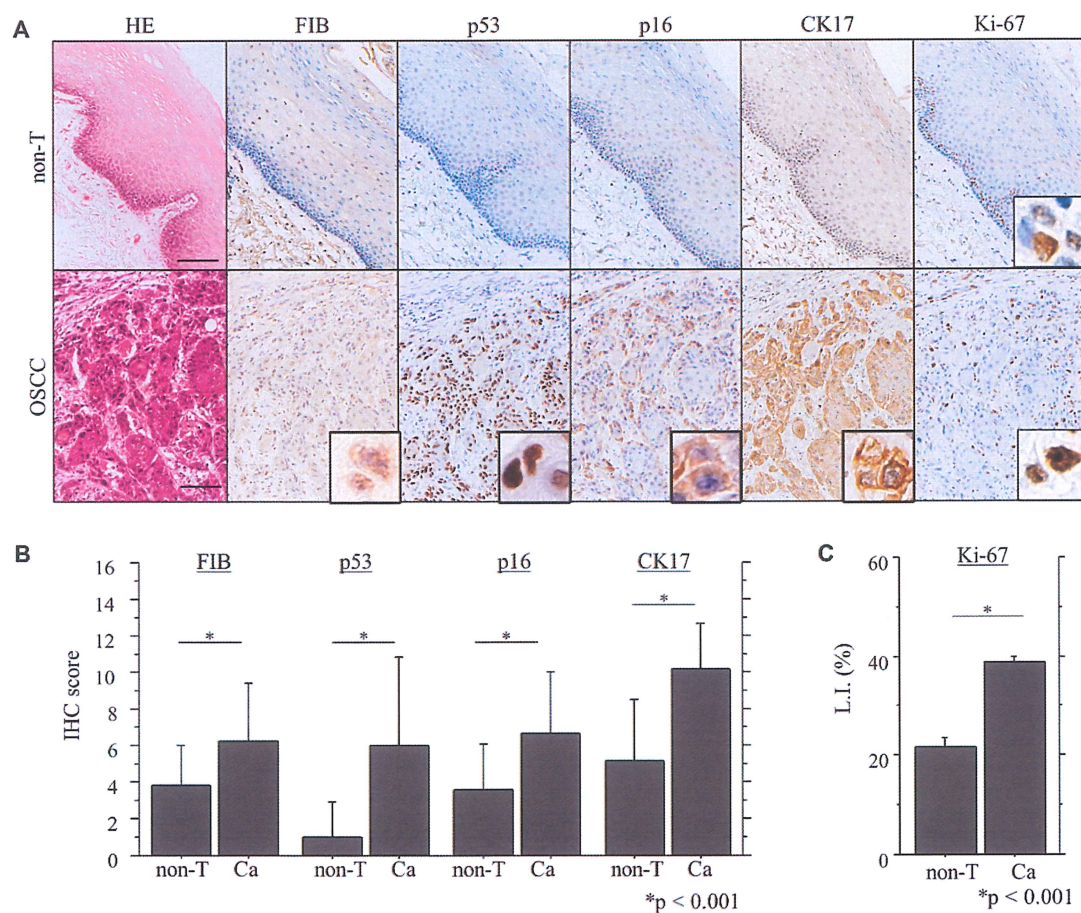 A
HE FIB p53 p16 CK17 Ki-67
non-T
OSCC
B
FIB p53 p16 CK17
16
14
12
10
8
6
4
2
0
IHC score
* * * *
non-T Ca non-T Ca non-T Ca non-T Ca
*p < 0.001
C
Ki-67
60
40
20
0
L.I. (%)
*
non-T Ca
*p < 0.001